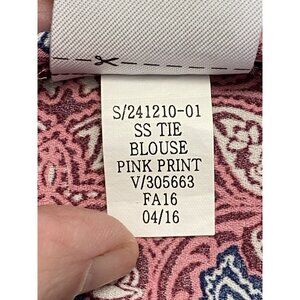 S/241210-01
SS TIE
BLOUSE
PINK PRINT
V/305663
FA16
04/16